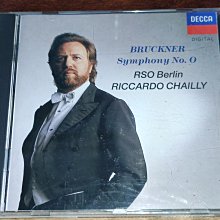 DECCA
DIGITAL
BRUCKNER
Symphony No. 0
RSO Berlin
RICCARDO CHAILLY